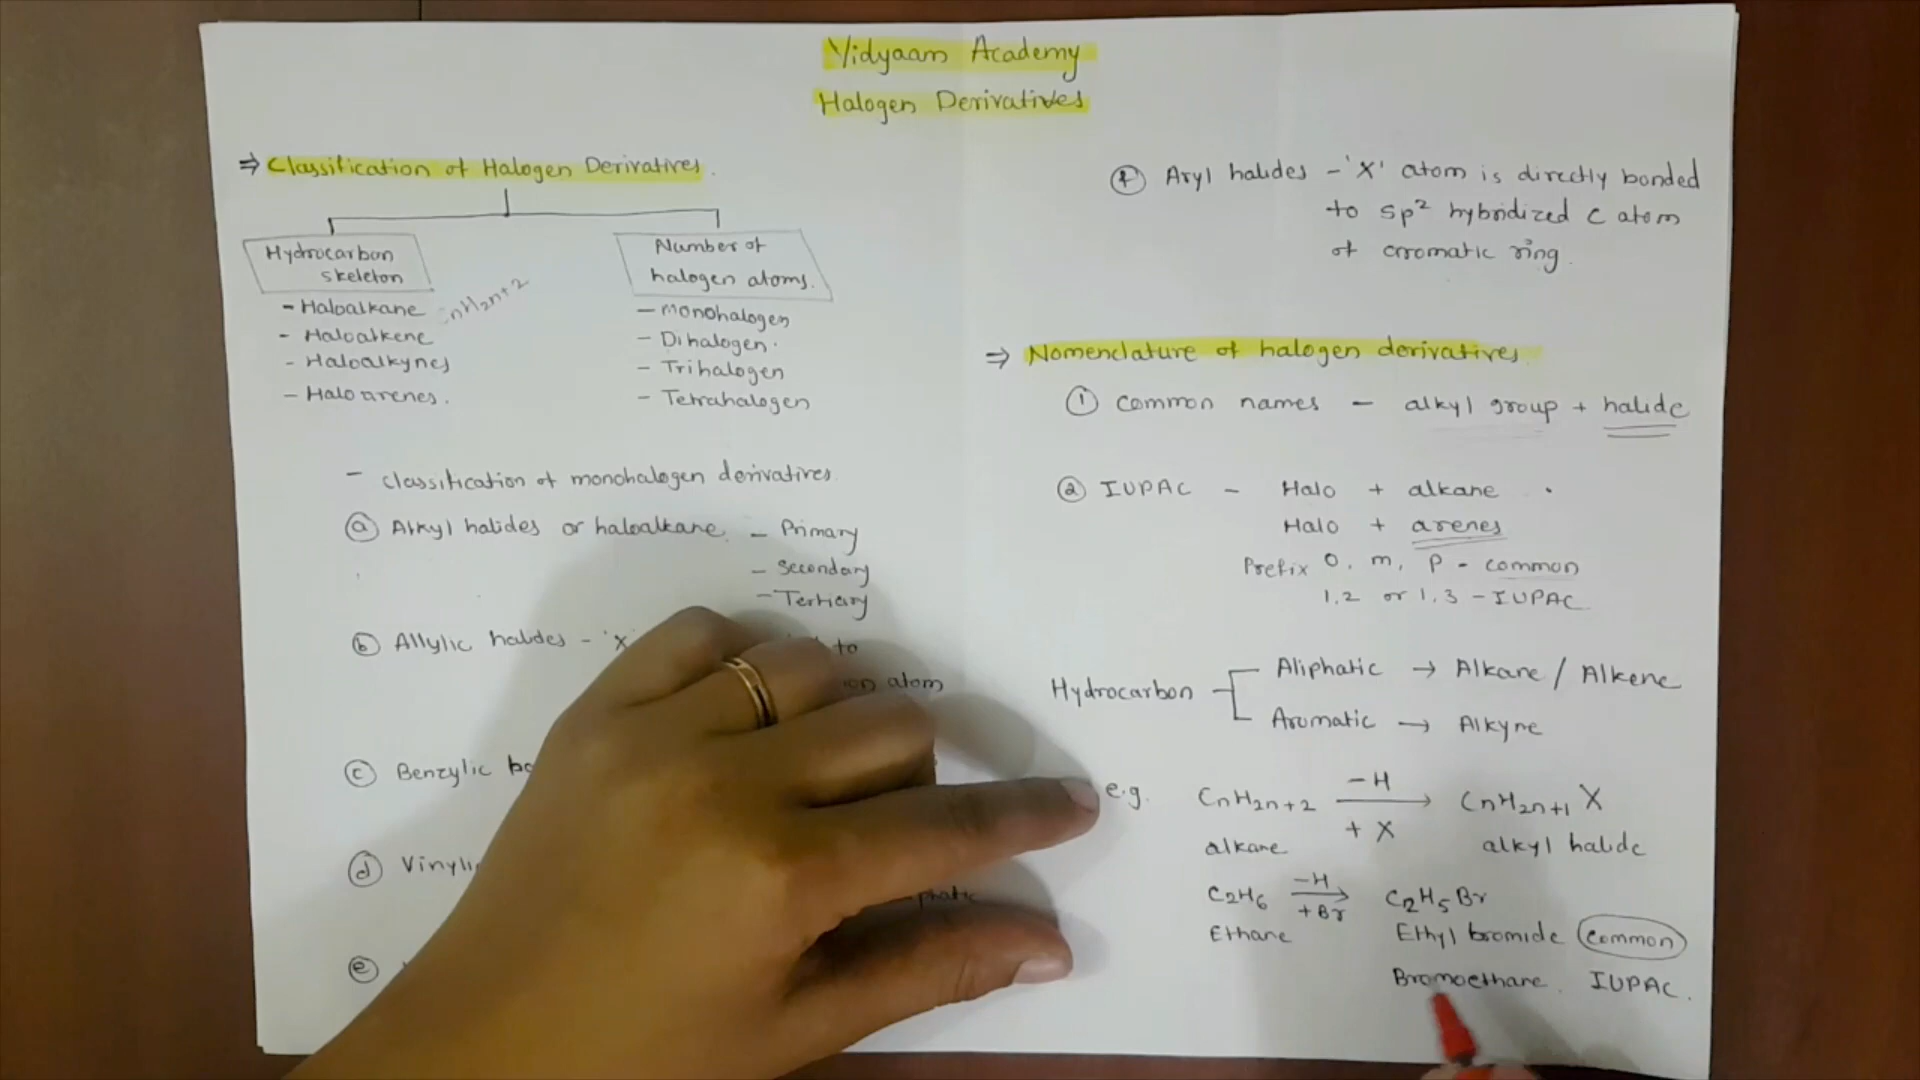 Vidyaam Academy
Halogen Derivatives
⇒ Classification of Halogen Derivatives.
Hydrocarbon
skeleton
- Haloalkane CnH2n+2
- Haloalkene
- Haloalkynes
- Haloarenes.
Number of
halogen atoms.
- Monohalogen
- Dihalogen.
- Trihalogen
- Tetrahalogen
- classification of monohalogen derivatives
ⓐ Alkyl halides or haloalkane - Primary
- Secondary
- Tertiary
ⓑ Allylic halides - 'X' to
atom
ⓒ Benzylic
ⓓ
ⓔ
ⓕ Aryl halides - 'X' atom is directly bonded
to sp² hybridized C atom
of aromatic ring.
⇒ Nomenclature of halogen derivatives.
① Common names - alkyl group + halide
② IUPAC - Halo + alkane
Halo + arenes
Prefix o, m, p - common
1,2 or 1,3 - IUPAC
Hydrocarbon Aliphatic → Alkane / Alkene
Aromatic → Alkyne
e.g. CnH2n+2 -H → + X CnH2n+1 X
alkane alkyl halide
C2H6 -H → +Br C2H5Br
Ethane Ethyl bromide common
Bromoethane. IUPAC.